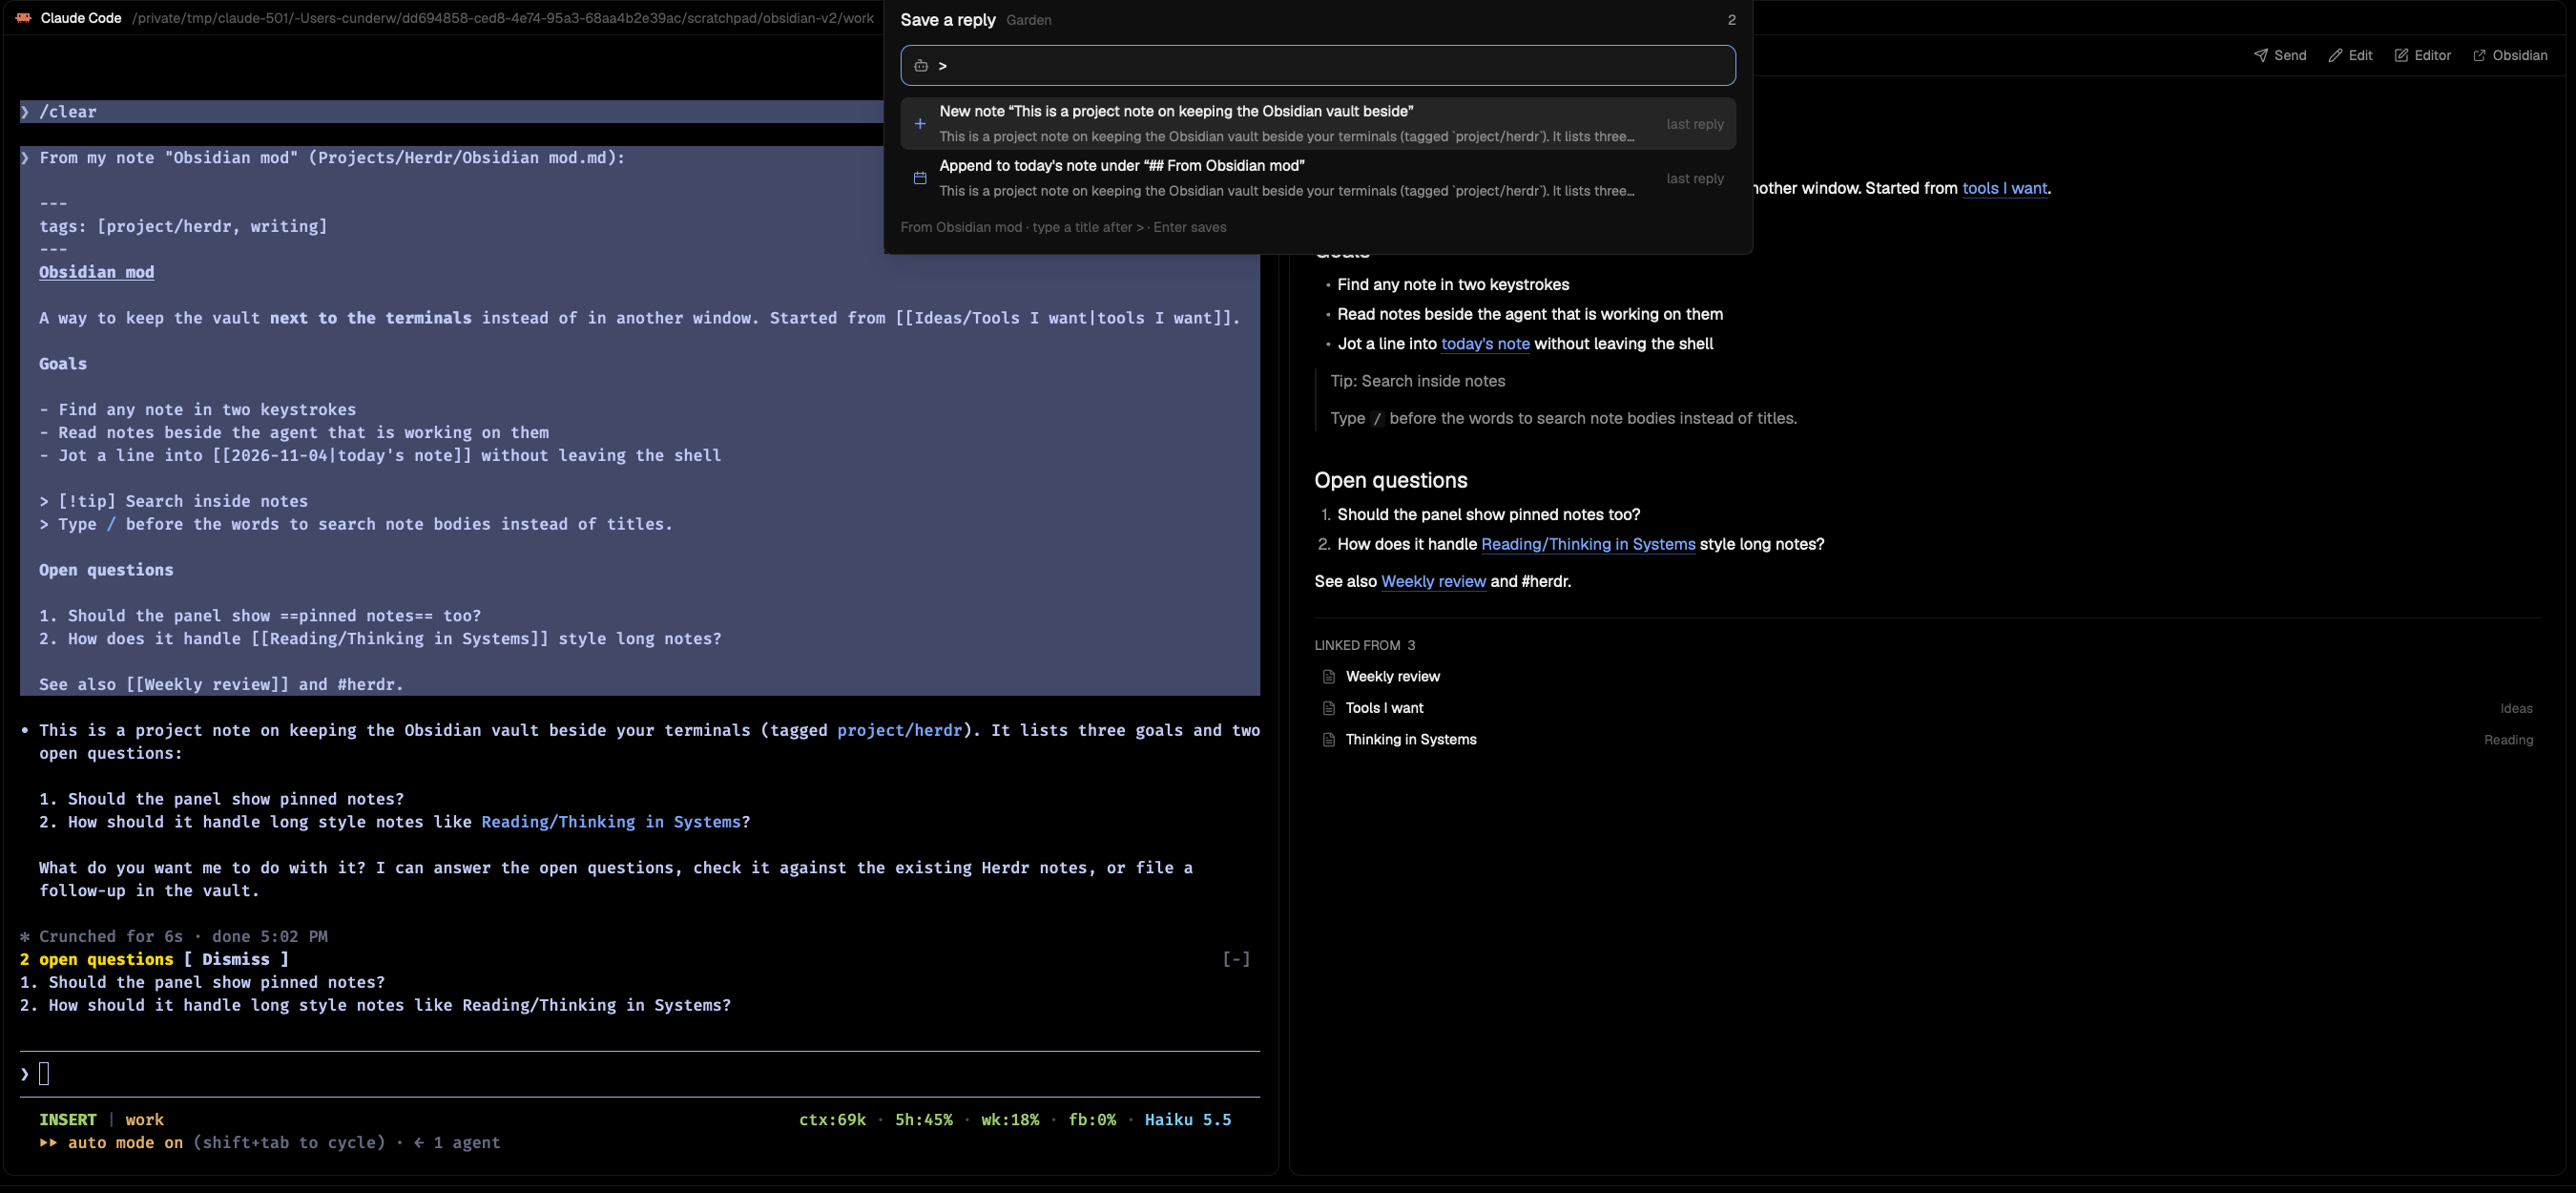 Claude Code /private/tmp/claude-501/-Users-cunderw/dd694858-ced8-4e74-95a3-68aa4b2e39ac/scratchpad/obsidian-v2/work
❯ /clear
❯ From my note "Obsidian mod" (Projects/Herdr/Obsidian mod.md):
---
tags: [project/herdr, writing]
---
Obsidian mod
A way to keep the vault next to the terminals instead of in another window. Started from [[Ideas/Tools I want|tools I want]].
Goals
- Find any note in two keystrokes
- Read notes beside the agent that is working on them
- Jot a line into [[2026-11-04|today's note]] without leaving the shell
> [!tip] Search inside notes
> Type / before the words to search note bodies instead of titles.
Open questions
1. Should the panel show ==pinned notes== too?
2. How does it handle [[Reading/Thinking in Systems]] style long notes?
See also [[Weekly review]] and #herdr.
• This is a project note on keeping the Obsidian vault beside your terminals (tagged project/herdr). It lists three goals and two
open questions:
1. Should the panel show pinned notes?
2. How should it handle long style notes like Reading/Thinking in Systems?
What do you want me to do with it? I can answer the open questions, check it against the existing Herdr notes, or file a
follow-up in the vault.
✻ Crunched for 6s · done 5:02 PM
2 open questions [ Dismiss ] [-]
1. Should the panel show pinned notes?
2. How should it handle long style notes like Reading/Thinking in Systems?
❯
INSERT | work ctx:69k · 5h:45% · wk:18% · fb:0% · Haiku 5.5
⏵⏵ auto mode on (shift+tab to cycle) · ← 1 agent
Save a reply Garden 2
>
New note “This is a project note on keeping the Obsidian vault beside”
This is a project note on keeping the Obsidian vault beside your terminals (tagged `project/herdr`). It lists three… last reply
Append to today's note under “## From Obsidian mod”
This is a project note on keeping the Obsidian vault beside your terminals (tagged `project/herdr`). It lists three… last reply
From Obsidian mod · type a title after > · Enter saves
Send Edit Editor Obsidian
nother window. Started from tools I want.
Goals
• Find any note in two keystrokes
• Read notes beside the agent that is working on them
• Jot a line into today's note without leaving the shell
Tip: Search inside notes
Type / before the words to search note bodies instead of titles.
Open questions
1. Should the panel show pinned notes too?
2. How does it handle Reading/Thinking in Systems style long notes?
See also Weekly review and #herdr.
LINKED FROM 3
Weekly review
Tools I want Ideas
Thinking in Systems Reading